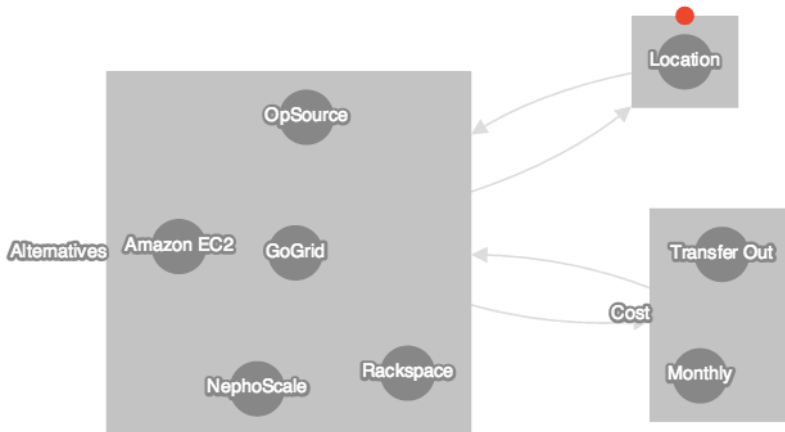 Location
OpSource
Alternatives
Amazon EC2
GoGrid
Transfer Out
Cost
NephoScale
Rackspace
Monthly